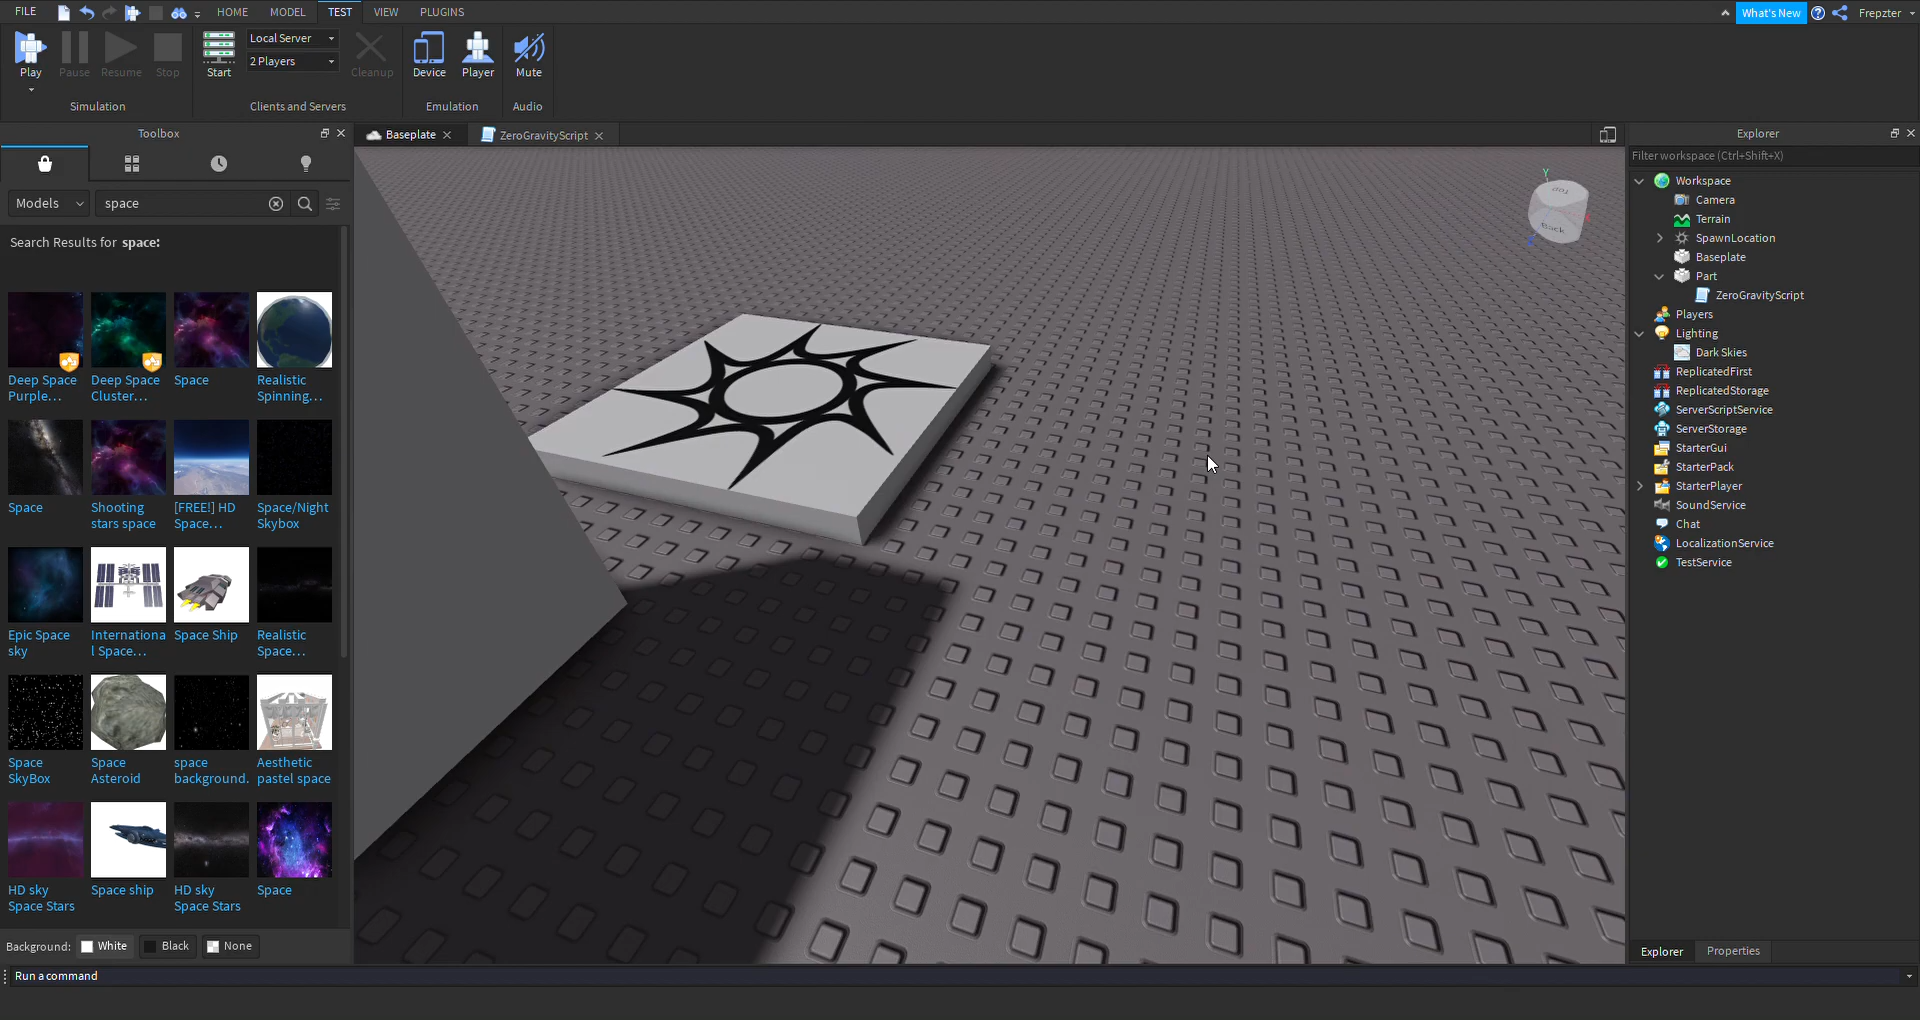 FILE HOME MODEL TEST VIEW PLUGINS What's New Frepzter
Play Pause Resume Stop Start Local Server 2 Players Cleanup Device Player Mute
Simulation Clients and Servers Emulation Audio
Toolbox
Models space
Search Results for space:
Deep Space Purple...
Deep Space Cluster...
Space
Realistic Spinning...
Space
Shooting stars space
[FREE!] HD Space...
Space/Night Skybox
Epic Space sky
Internationa
l Space...
Space Ship
Realistic Space...
Space SkyBox
Space Asteroid
space background.
Aesthetic pastel space
HD sky Space Stars
Space ship
HD sky Space Stars
Space
Background: White Black None
Baseplate ZeroGravityScript
Y
Top
Back
Explorer
Filter workspace (Ctrl+Shift+X)
Workspace
Camera
Terrain
SpawnLocation
Baseplate
Part
ZeroGravityScript
Players
Lighting
Dark Skies
ReplicatedFirst
ReplicatedStorage
ServerScriptService
ServerStorage
StarterGui
StarterPack
StarterPlayer
SoundService
Chat
LocalizationService
TestService
Explorer Properties
Run a command